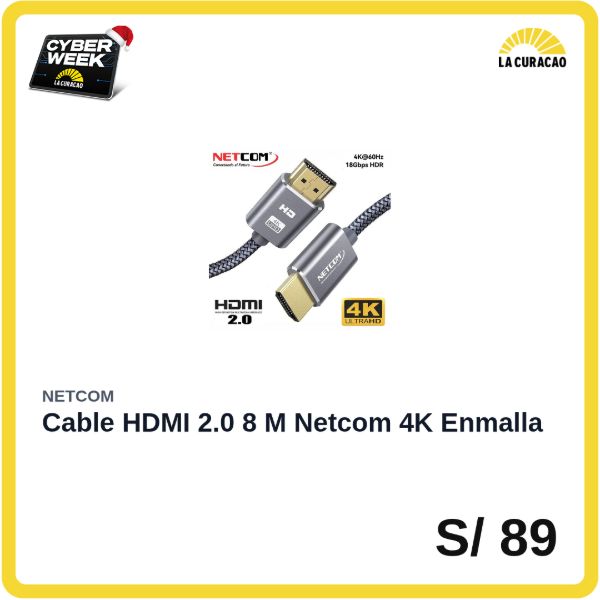 CYBER
WEEK
LA CURACAO
LA CURACAO
NETCOM
4K@60Hz
18Gbps HDR
HD
4K
NETCOM
HDMI
2.0
4K
ULTRA HD
NETCOM
Cable HDMI 2.0 8 M Netcom 4K Enmalla
S/ 89